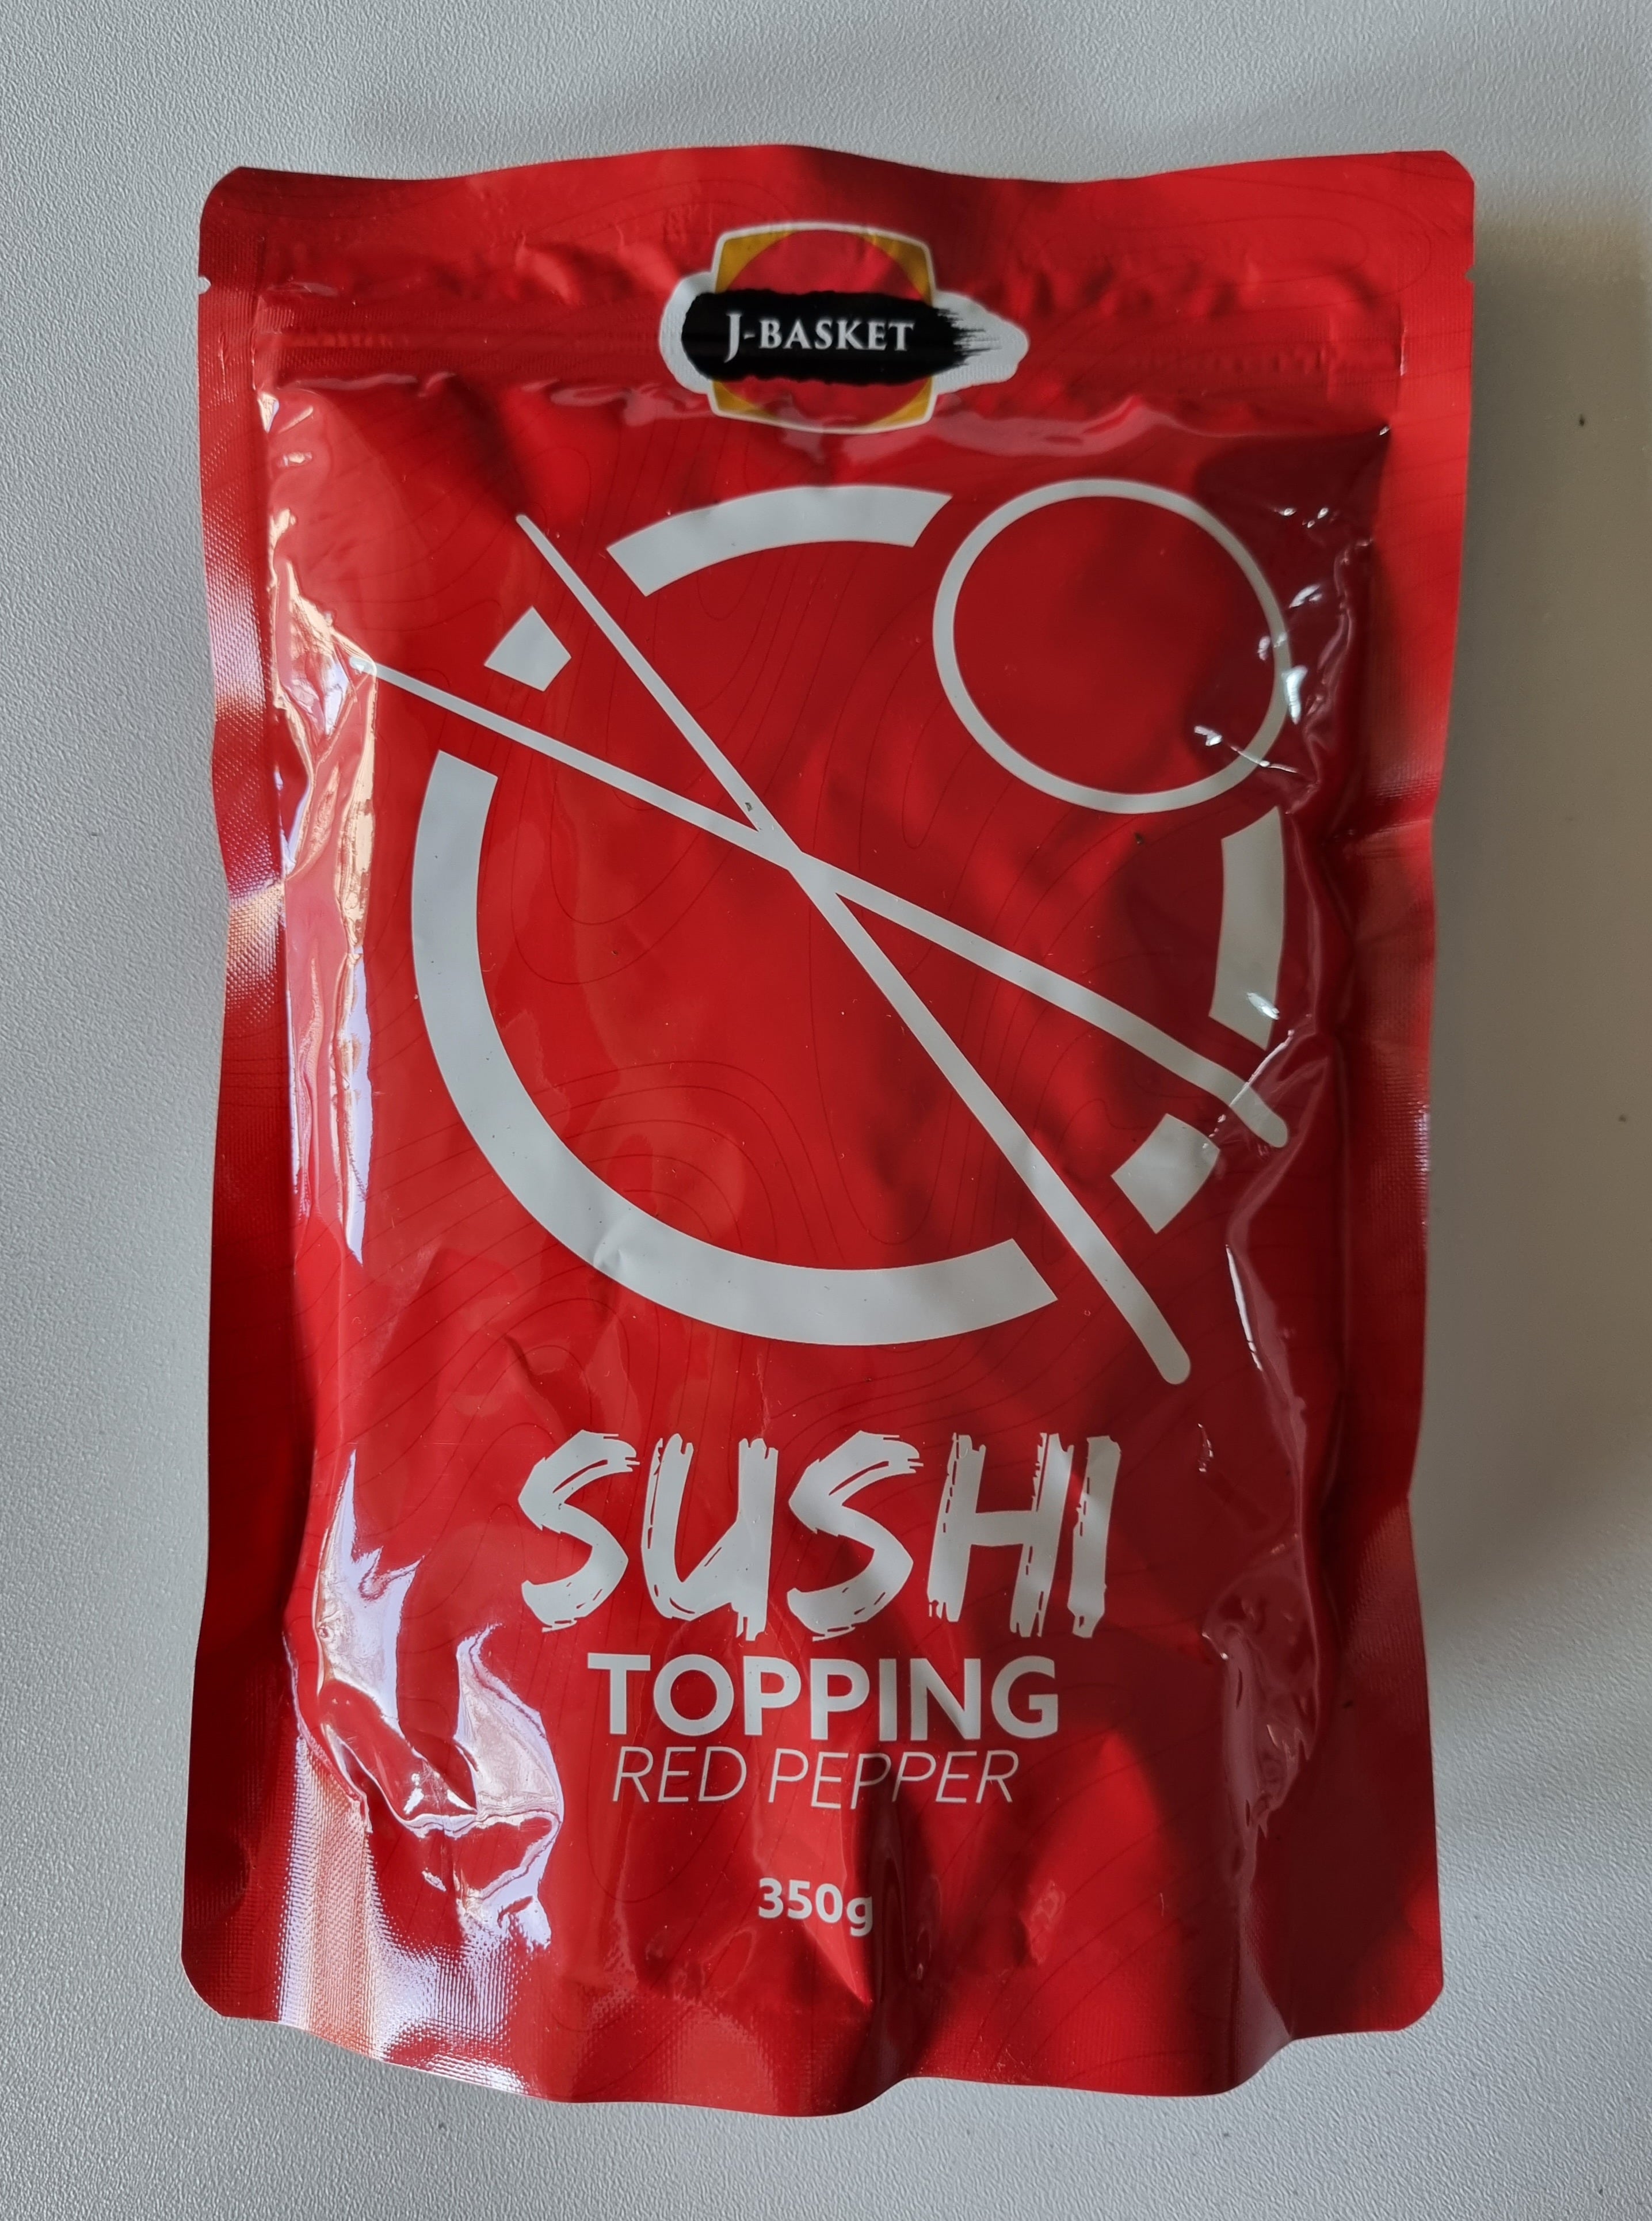 J-BASKET
SUSHI
TOPPING
RED PEPPER
350g